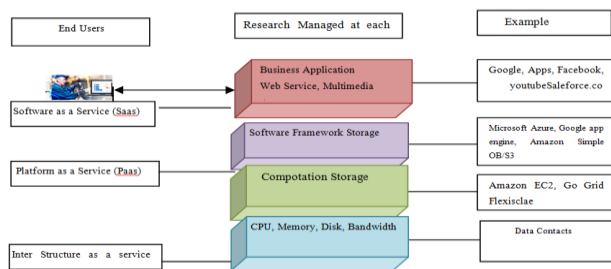 End Users
Research Managed at each
Example
Business Application
Web Service, Multimedia
Google, Apps, Facebook,
youtubeSaleforce.co
Software as a Service (Saas)
Software Framework Storage
Microsoft Azure, Google app
engine, Amazon Simple
OB/S3
Platform as a Service (Paas)
Compotation Storage
Amazon EC2, Go Grid
Flexisclae
CPU, Memory, Disk, Bandwidth
Data Contacts
Inter Structure as a service